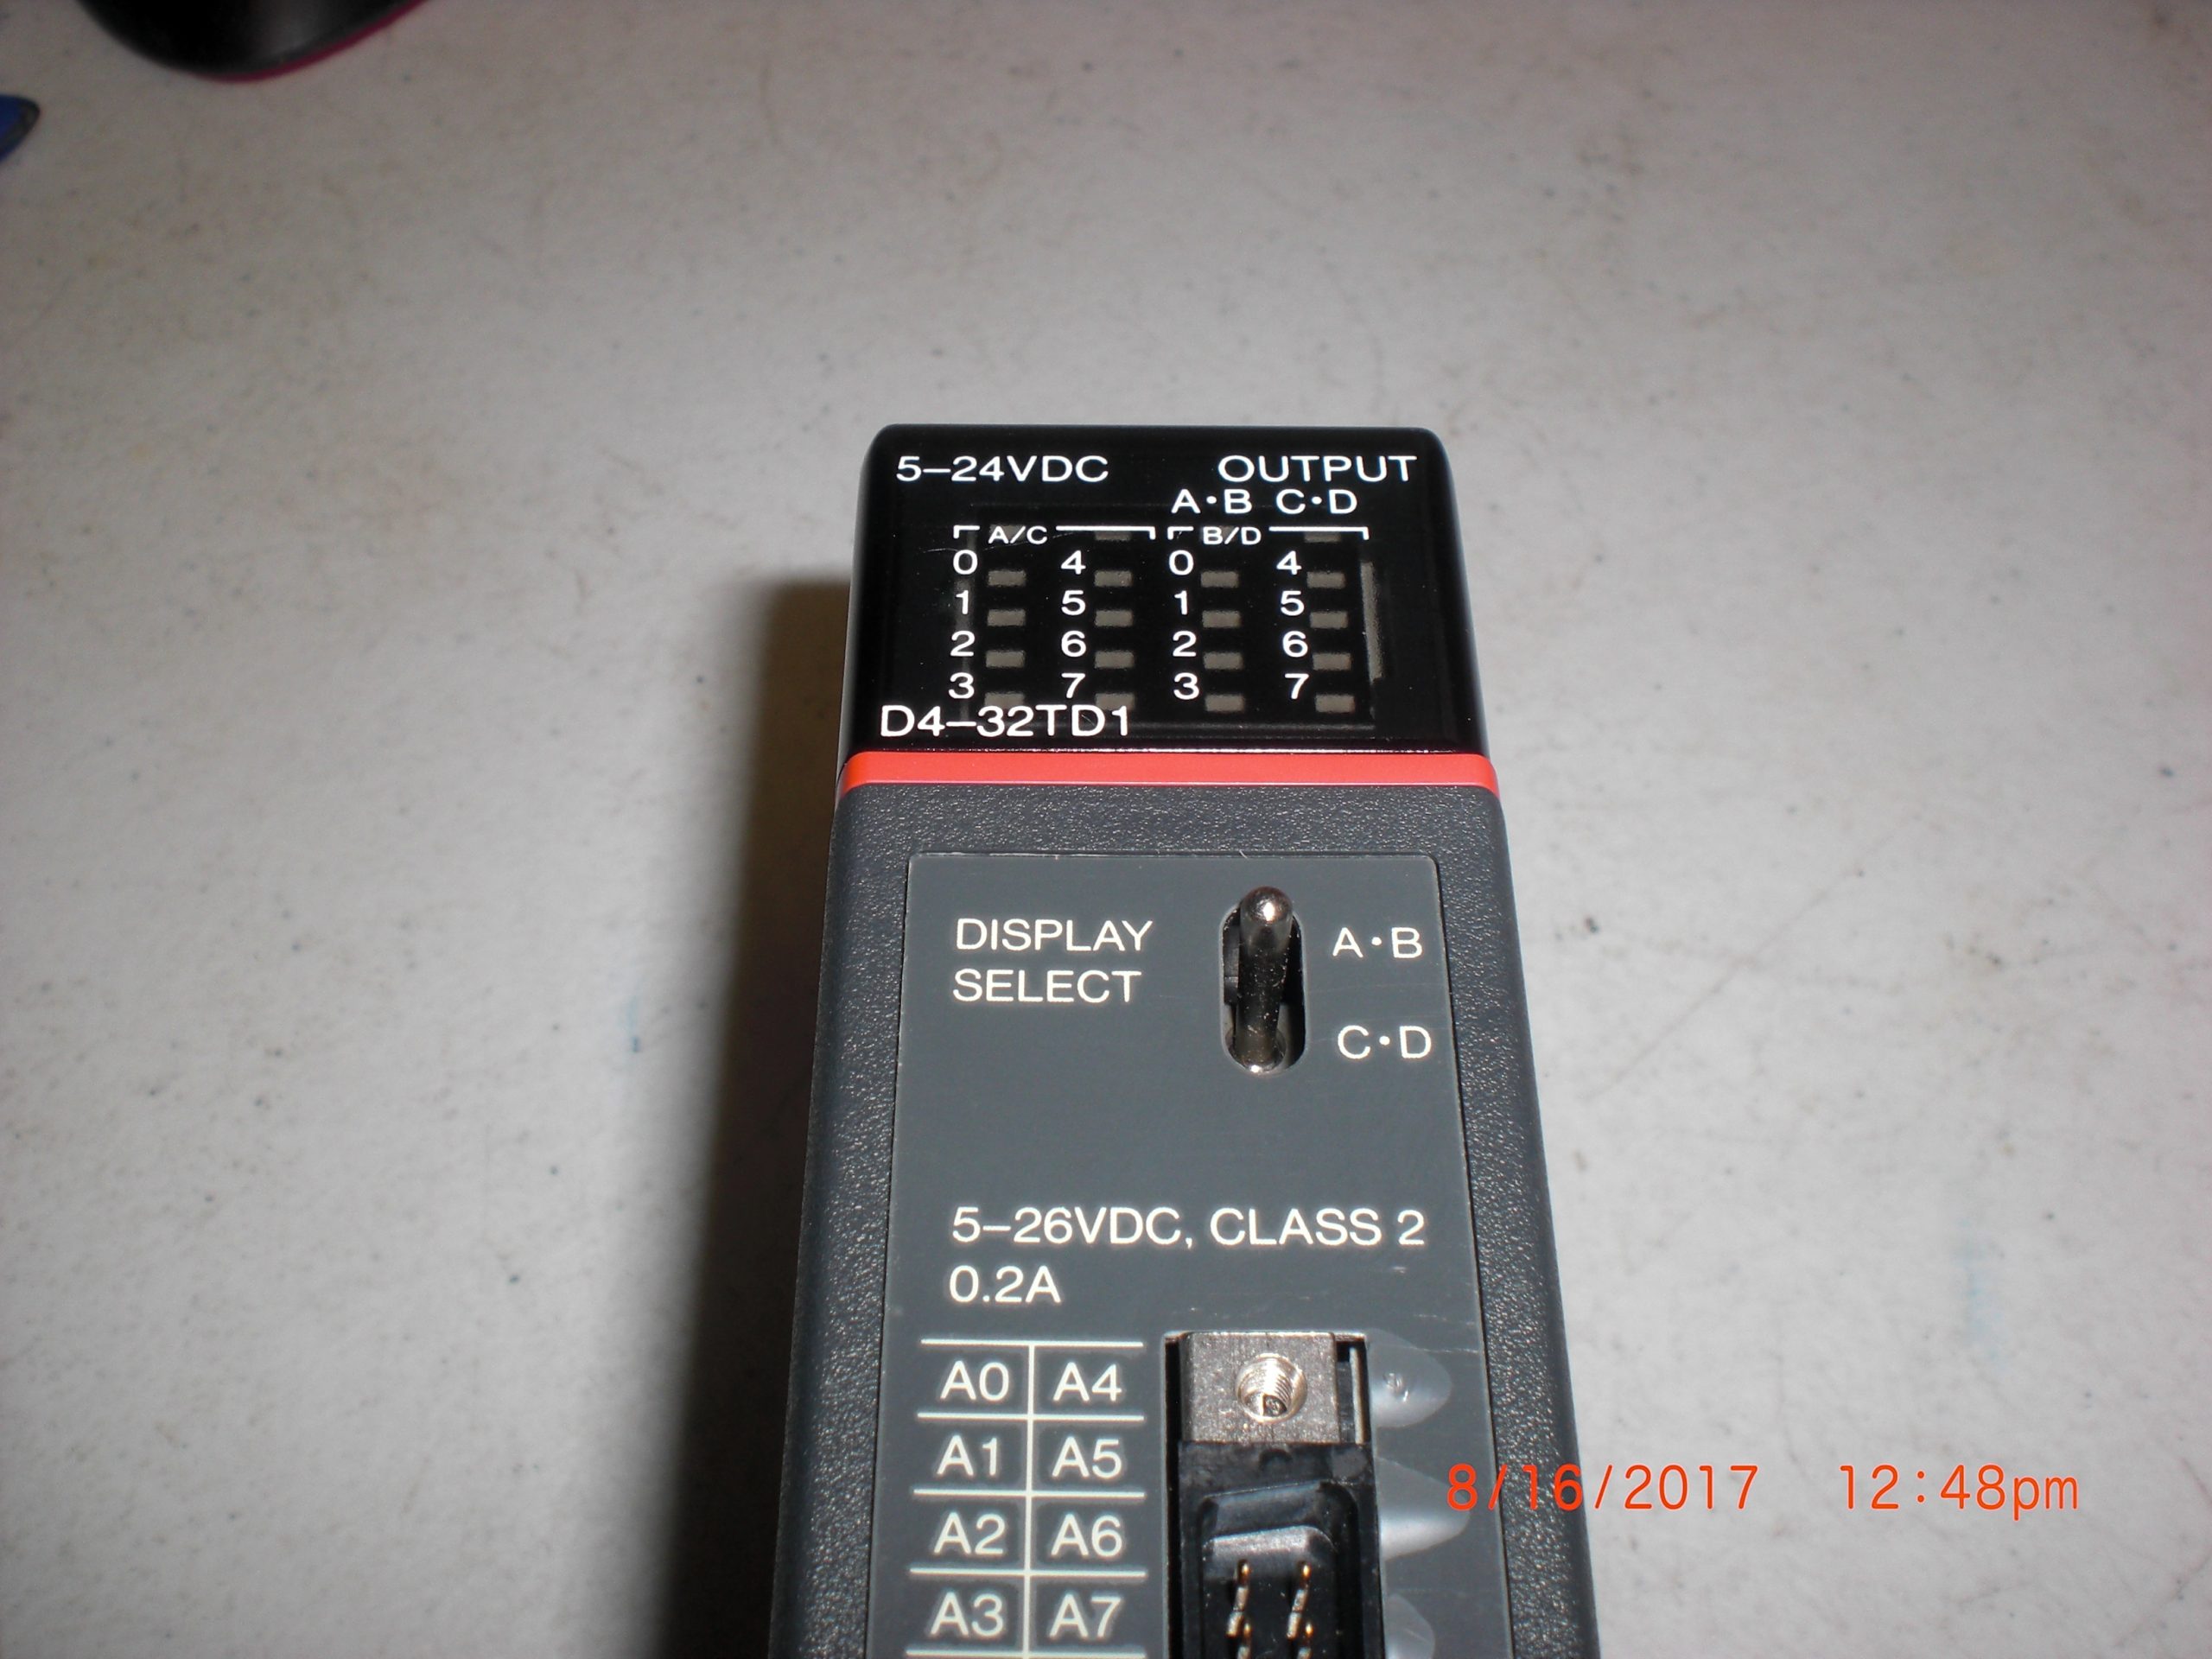 5–24VDC OUTPUT
A•B C•D
A/C B/D
0 4 0 4
1 5 1 5
2 6 2 6
3 7 3 7
D4–32TD1
DISPLAY SELECT
A•B
C•D
5–26VDC, CLASS 2
0.2A
A0 A4
A1 A5
A2 A6
A3 A7
8/16/2017 12:48pm